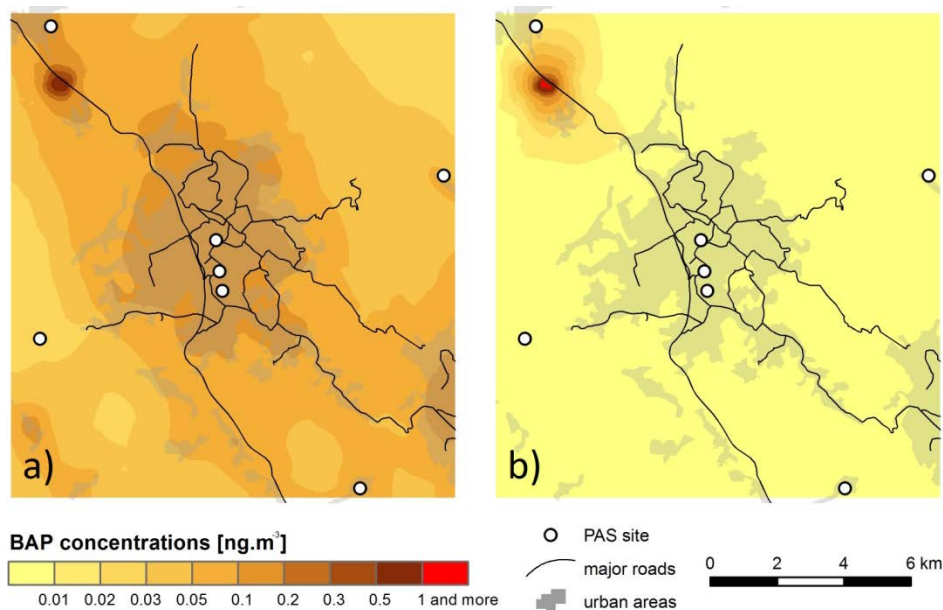 a)
b)
BAP concentrations [ng.m⁻³]
0.01 0.02 0.03 0.05 0.1 0.2 0.3 0.5 1 and more
PAS site
major roads
urban areas
0 2 4 6 km